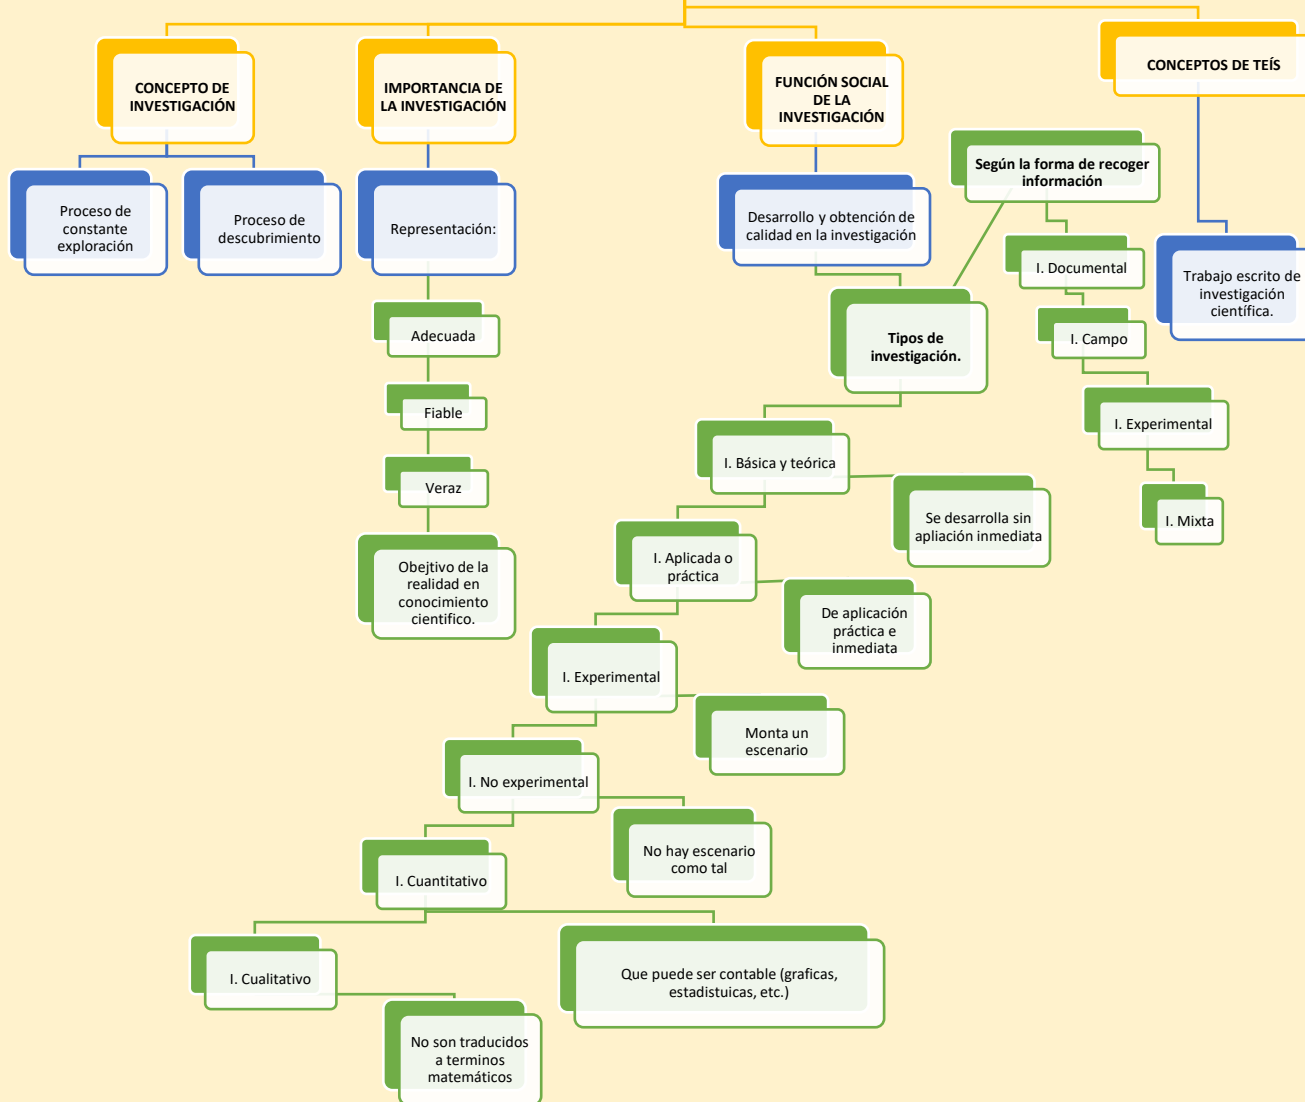 CONCEPTO DE
INVESTIGACIÓN
Proceso de
constante
exploración
Proceso de
descubrimiento
IMPORTANCIA DE
LA INVESTIGACIÓN
Representación:
Adecuada
Fiable
Veraz
Obejtivo de la
realidad en
conocimiento
cientifico.
FUNCIÓN SOCIAL
DE LA
INVESTIGACIÓN
Desarrollo y obtención de
calidad en la investigación
Tipos de
investigación.
Según la forma de recoger
información
I. Documental
I. Campo
I. Experimental
I. Mixta
I. Básica y teórica
Se desarrolla sin
apliación inmediata
I. Aplicada o
práctica
De aplicación
práctica e
inmediata
I. Experimental
Monta un
escenario
I. No experimental
No hay escenario
como tal
I. Cuantitativo
Que puede ser contable (graficas,
estadistuicas, etc.)
I. Cualitativo
No son traducidos
a terminos
matemáticos
CONCEPTOS DE TEÍS
Trabajo escrito de
investigación
científica.